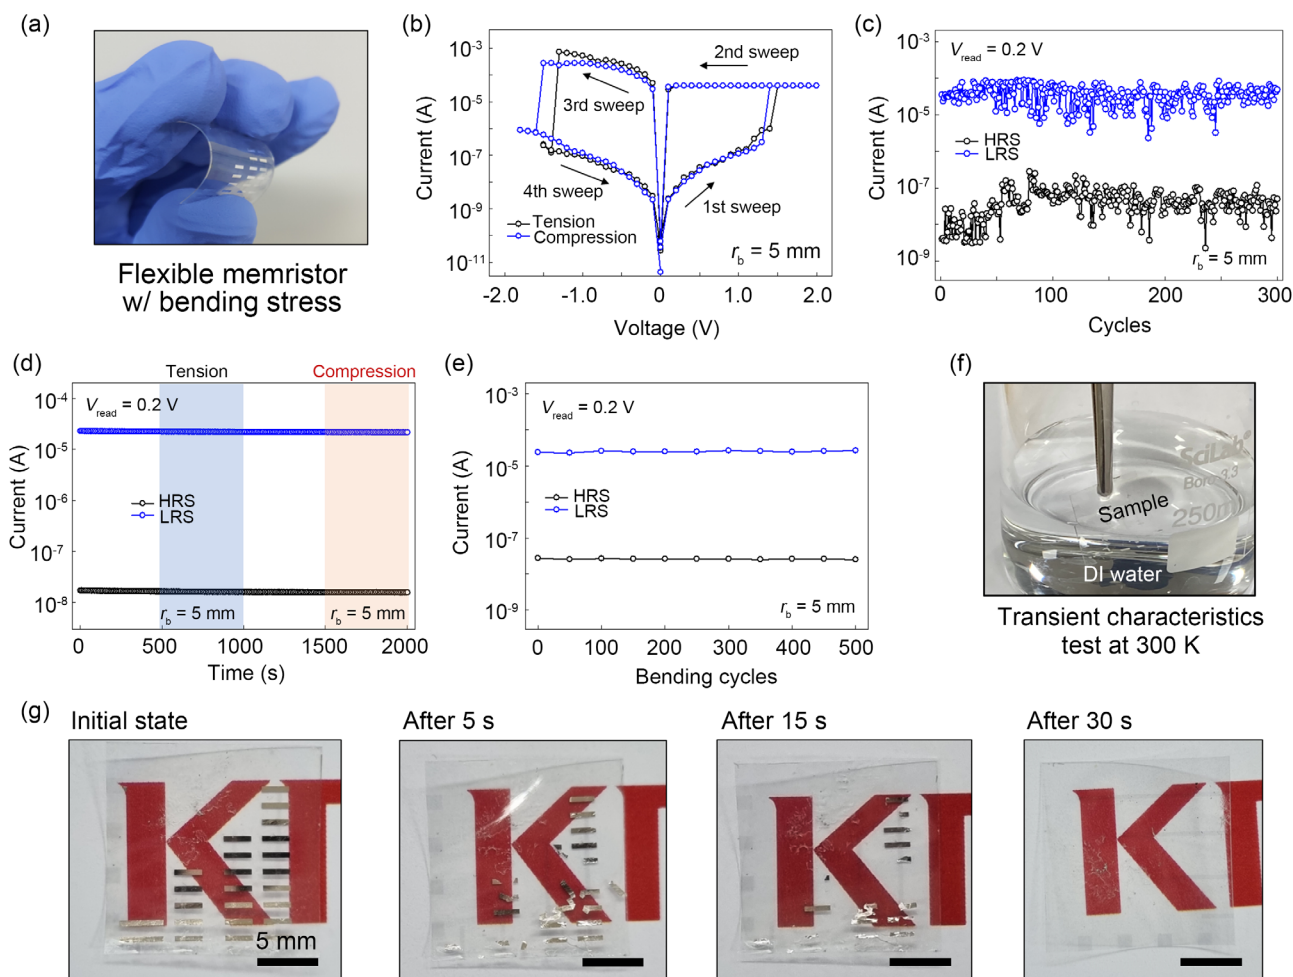 (a)
Flexible memristor
w/ bending stress
(b)
Current (A)
10⁻³
10⁻⁵
10⁻⁷
10⁻⁹
10⁻¹¹
2nd sweep
3rd sweep
4th sweep
1st sweep
Tension
Compression
r_b = 5 mm
-2.0 -1.0 0 1.0 2.0
Voltage (V)
(c)
Current (A)
10⁻³
10⁻⁵
10⁻⁷
10⁻⁹
V_read = 0.2 V
HRS
LRS
r_b = 5 mm
0 100 200 300
Cycles
(d)
Tension Compression
Current (A)
10⁻⁴
10⁻⁵
10⁻⁶
10⁻⁷
10⁻⁸
V_read = 0.2 V
HRS
LRS
r_b = 5 mm r_b = 5 mm
0 500 1000 1500 2000
Time (s)
(e)
Current (A)
10⁻³
10⁻⁵
10⁻⁷
10⁻⁹
V_read = 0.2 V
HRS
LRS
r_b = 5 mm
0 100 200 300 400 500
Bending cycles
(f)
SciLab®
Boro 3.3
250m
Sample
DI water
Transient characteristics
test at 300 K
(g)
Initial state
After 5 s
After 15 s
After 30 s
K
5 mm
K
K
K